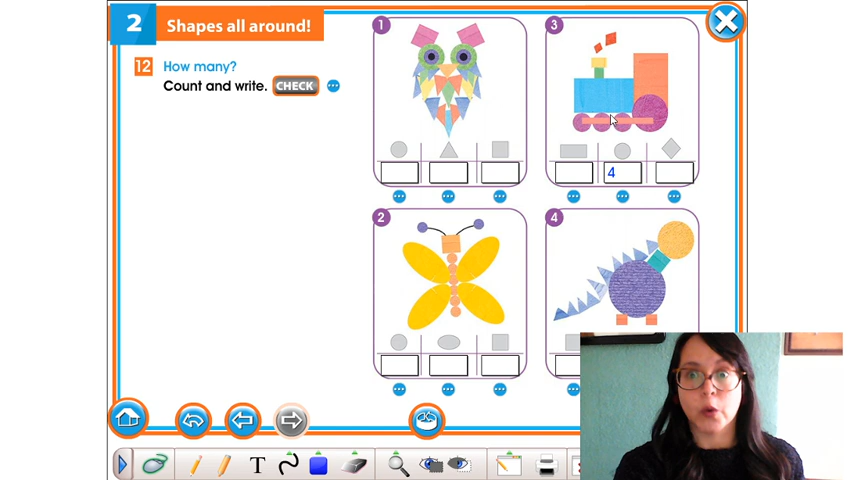 2 Shapes all around!
12 How many?
Count and write. CHECK
1
3
4
2
4
T